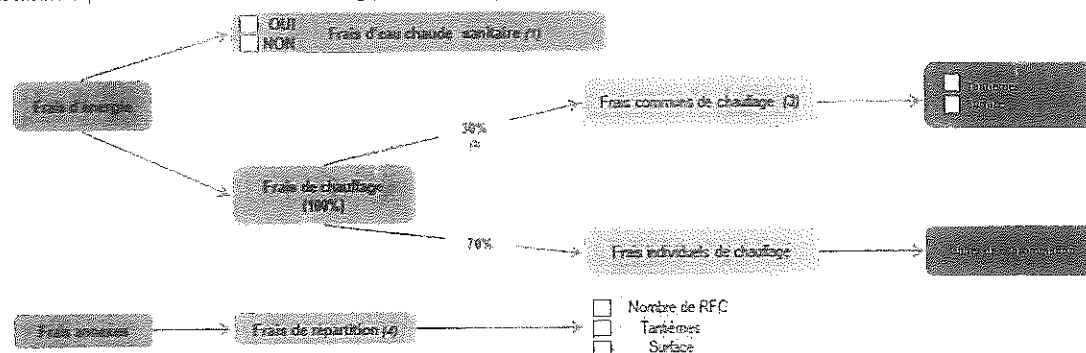 OUI
NON
Frais d'eau chaude sanitaire (1)
Frais d'énergie
Frais communs de chauffage (3)
30%
(2)
Frais de chauffage
(100%)
70%
Frais individuels de chauffage
Nombre de RFC
Frais annexes
Frais de répartition (4)
Tantièmes
Surface